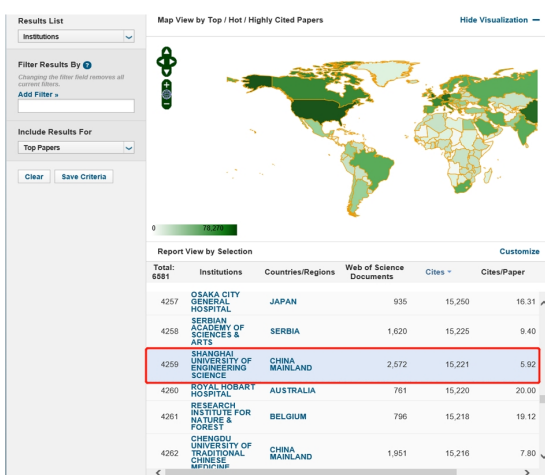 Results List
Institutions
Filter Results By ?
Changing the filter field removes all
current filters.
Add Filter »
Include Results For
Top Papers
Clear Save Criteria
Map View by Top / Hot / Highly Cited Papers Hide Visualization −
0 78,270
Report View by Selection Customize
Total:
6581 Institutions Countries/Regions Web of Science
Documents Cites Cites/Paper
4257 OSAKA CITY
GENERAL
HOSPITAL JAPAN 935 15,250 16.31
4258 SERBIAN
ACADEMY OF
SCIENCES &
ARTS SERBIA 1,620 15,225 9.40
4259 SHANGHAI
UNIVERSITY OF
ENGINEERING
SCIENCE CHINA
MAINLAND 2,572 15,221 5.92
4260 ROYAL HOBART
HOSPITAL AUSTRALIA 761 15,220 20.00
4261 RESEARCH
INSTITUTE FOR
NATURE &
FOREST BELGIUM 796 15,218 19.12
4262 CHENGDU
UNIVERSITY OF
TRADITIONAL
CHINESE
MEDICINE CHINA
MAINLAND 1,951 15,216 7.80